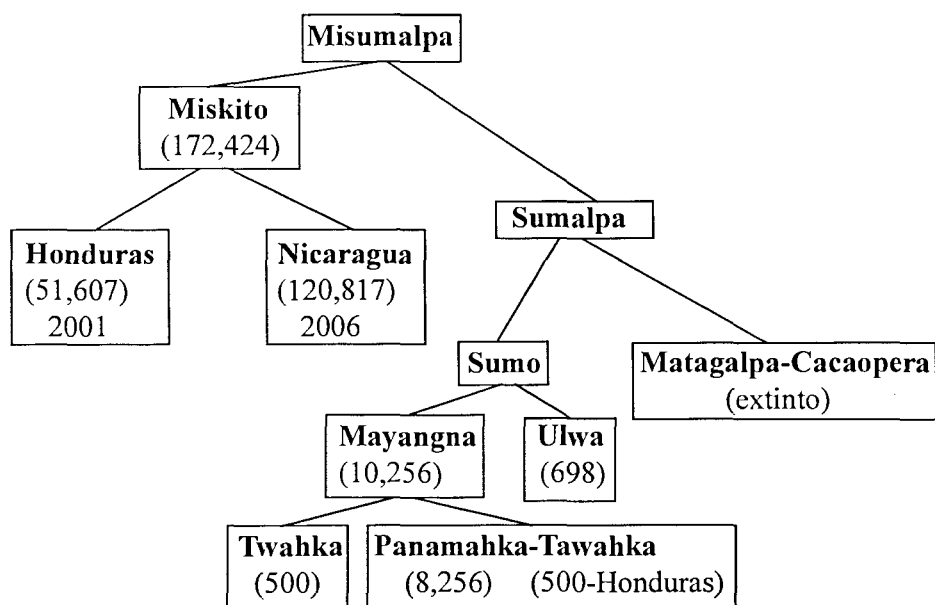 Misumalpa
Miskito
(172,424)
Honduras
(51,607)
2001
Nicaragua
(120,817)
2006
Sumalpa
Sumo
Matagalpa-Cacaopera
(extinto)
Mayangna
(10,256)
Ulwa
(698)
Twahka
(500)
Panamahka-Tawahka
(8,256) (500-Honduras)